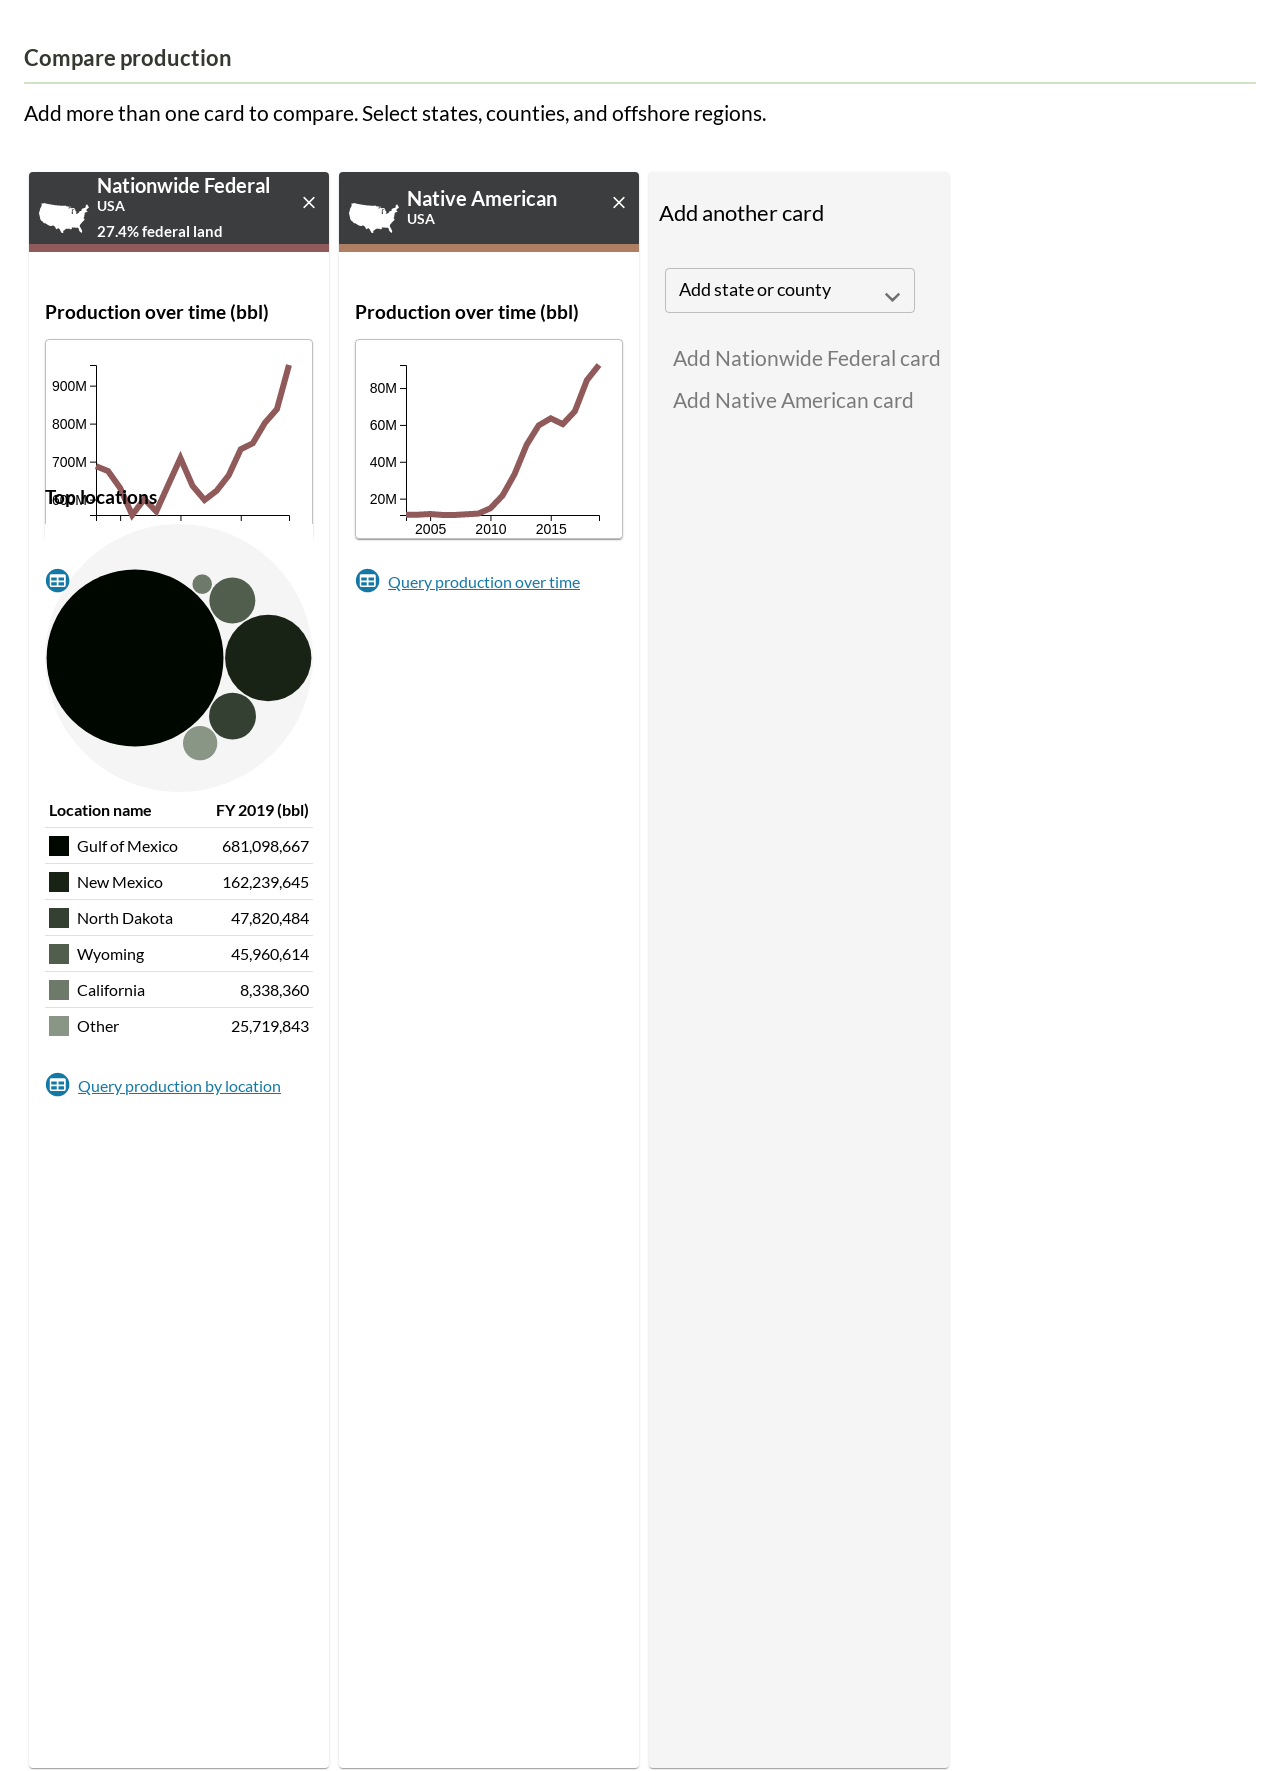 Compare production
Add more than one card to compare. Select states, counties, and offshore regions.
Nationwide Federal
USA
27.4% federal land
Production over time (bbl)
900M
800M
700M
600M
Top locations
Location name FY 2019 (bbl)
Gulf of Mexico 681,098,667
New Mexico 162,239,645
North Dakota 47,820,484
Wyoming 45,960,614
California 8,338,360
Other 25,719,843
Query production by location
Native American
USA
Production over time (bbl)
80M
60M
40M
20M
2005 2010 2015
Query production over time
Add another card
Add state or county
Add Nationwide Federal card
Add Native American card